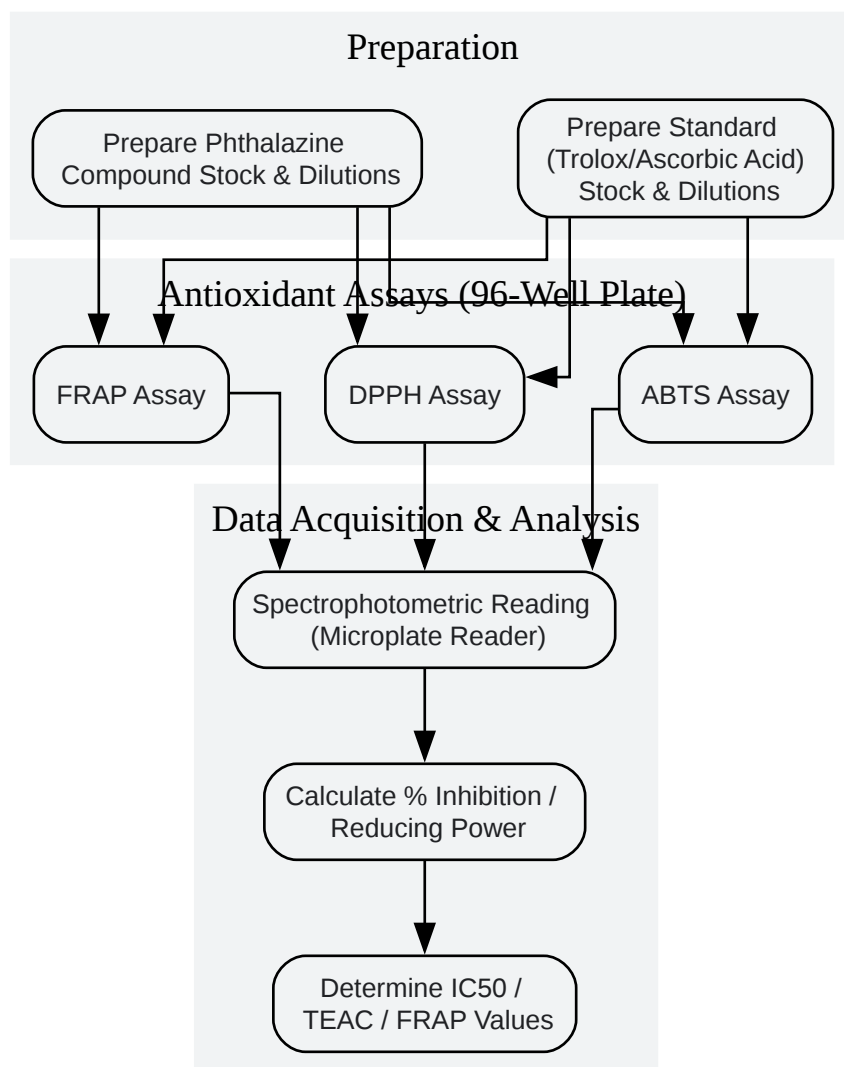 Preparation
Prepare Phthalazine
Compound Stock & Dilutions
Prepare Standard
(Trolox/Ascorbic Acid)
Stock & Dilutions
Antioxidant Assays (96-Well Plate)
FRAP Assay
DPPH Assay
ABTS Assay
Data Acquisition & Analysis
Spectrophotometric Reading
(Microplate Reader)
Calculate % Inhibition /
Reducing Power
Determine IC50 /
TEAC / FRAP Values